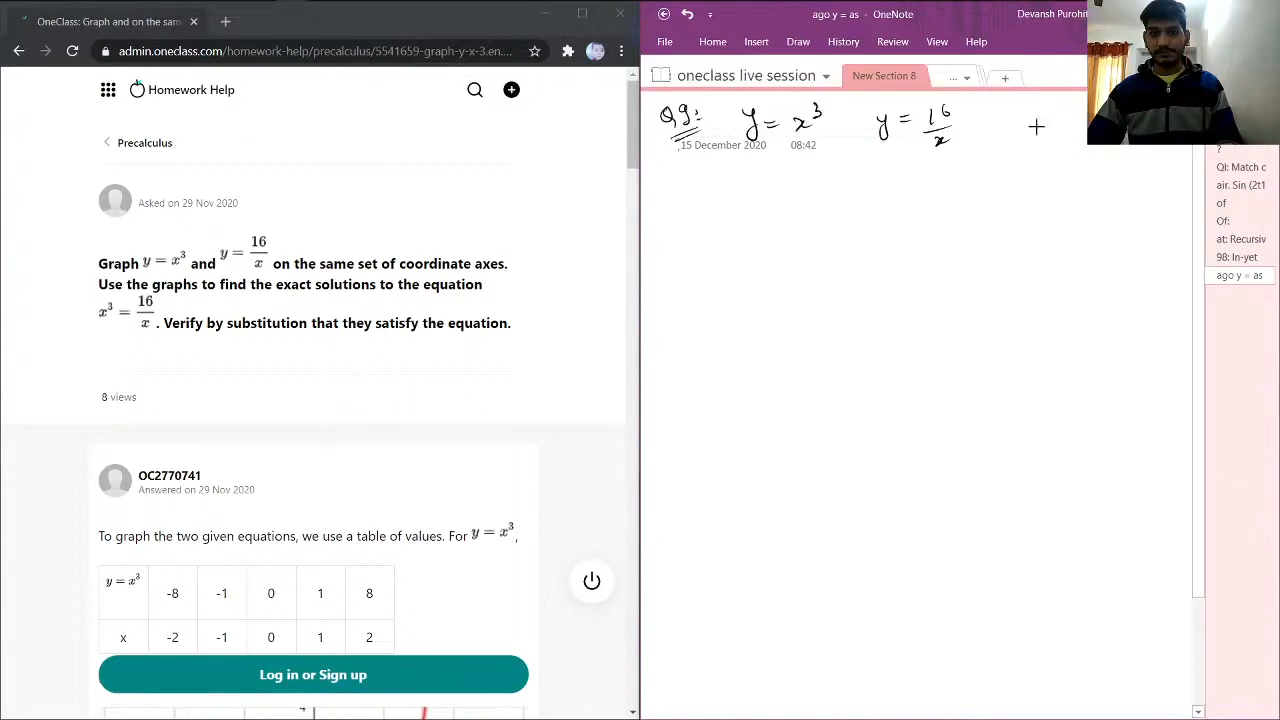 OneClass: Graph and on the sam
admin.oneclass.com/homework-help/precalculus/5541659-graph-y-x-3.en....
Homework Help
Precalculus
Asked on 29 Nov 2020
Graph y = x³ and y = 16/x on the same set of coordinate axes.
Use the graphs to find the exact solutions to the equation
x³ = 16/x . Verify by substitution that they satisfy the equation.
8 views
OC2770741
Answered on 29 Nov 2020
To graph the two given equations, we use a table of values. For y = x³,
y = x³ -8 -1 0 1 8
x -2 -1 0 1 2
Log in or Sign up
ago y = as - OneNote
Devansh Purohit
File Home Insert Draw History Review View Help
oneclass live session
New Section 8
...
y = x³ y = 16/x
15 December 2020 08:42
?
QI: Match c
air. Sin (2t1
of
Of:
at: Recursiv
98: In-yet
ago y = as